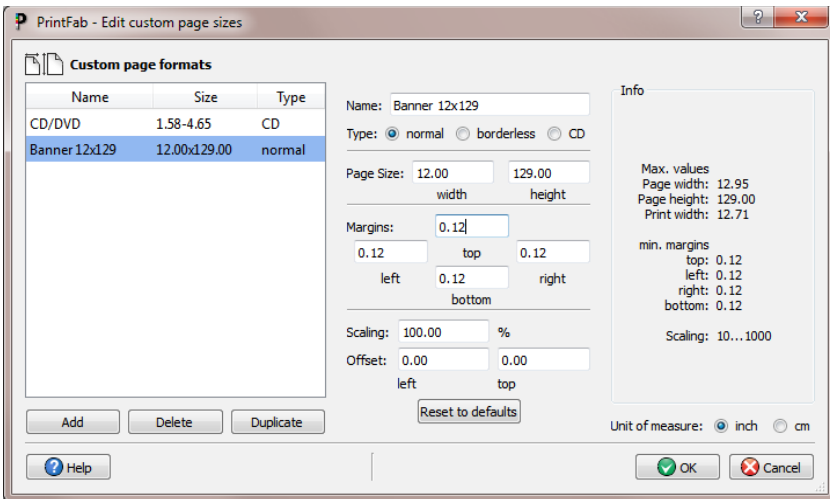 PrintFab - Edit custom page sizes
Custom page formats
Name Size Type
CD/DVD 1.58-4.65 CD
Banner 12x129 12.00x129.00 normal
Add Delete Duplicate
Name: Banner 12x129
Type: normal borderless CD
Page Size: 12.00 129.00
width height
Margins: 0.12
0.12 top 0.12
left 0.12 right
bottom
Scaling: 100.00 %
Offset: 0.00 0.00
left top
Reset to defaults
Info
Max. values
Page width: 12.95
Page height: 129.00
Print width: 12.71
min. margins
top: 0.12
left: 0.12
right: 0.12
bottom: 0.12
Scaling: 10...1000
Unit of measure: inch cm
Help OK Cancel